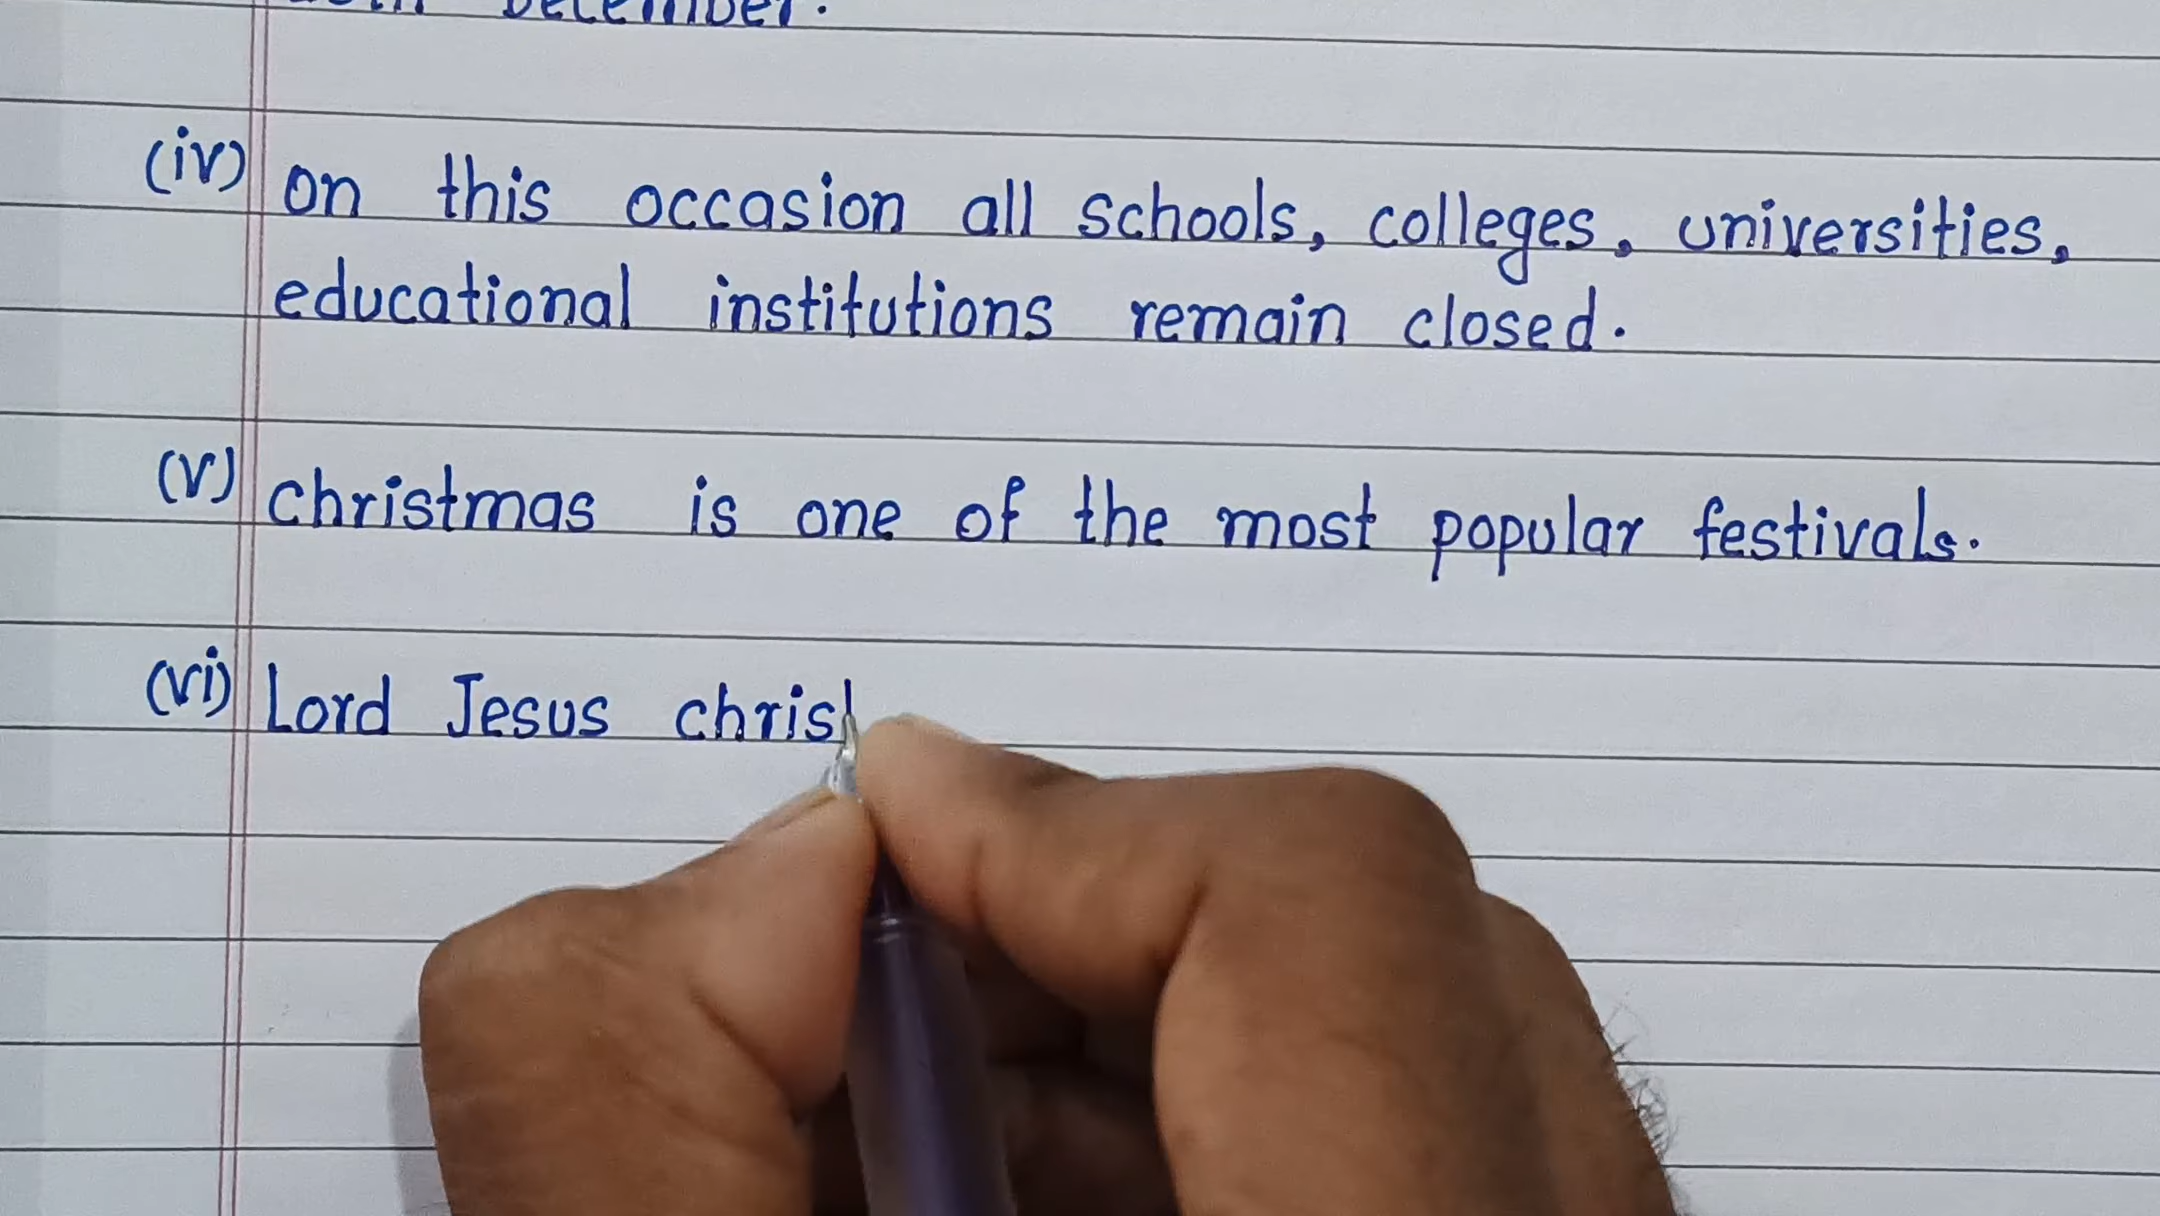 December.
(iv) on this occasion all schools, colleges, universities,
educational institutions remain closed.
(v) christmas is one of the most popular festivals.
(vi) Lord Jesus